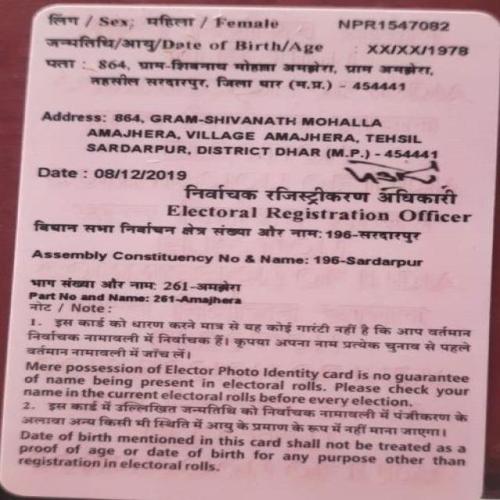 लिंग / Sex: महिला / Female NPR1547082
जन्मतिथि/आयु/Date of Birth/Age : XX/XX/1978
पता : 864, ग्राम-शिवनाथ मोहल्ला अमझेरा, ग्राम अमझेरा,
तहसील सरदारपुर, जिला धार (म.प्र.) - 454441
Address: 864, GRAM-SHIVANATH MOHALLA
AMAJHERA, VILLAGE AMAJHERA, TEHSIL
SARDARPUR, DISTRICT DHAR (M.P.) - 454441
Date : 08/12/2019
निर्वाचक रजिस्ट्रीकरण अधिकारी
Electoral Registration Officer
विधान सभा निर्वाचन क्षेत्र संख्या और नाम: 196-सरदारपुर
Assembly Constituency No & Name: 196-Sardarpur
भाग संख्या और नाम: 261-अमझेरा
Part No and Name: 261-Amajhera
नोट / Note :
1. इस कार्ड को धारण करने मात्र से यह कोई गारंटी नहीं है कि आप वर्तमान
निर्वाचक नामावली में निर्वाचक हैं। कृपया अपना नाम प्रत्येक चुनाव से पहले
वर्तमान नामावली में जाँच लें।
Mere possession of Elector Photo Identity card is no guarantee
of name being present in electoral rolls. Please check your
name in the current electoral rolls before every election.
2. इस कार्ड में उल्लिखित जन्मतिथि को निर्वाचक नामावली में पंजीकरण के
अलावा अन्य किसी भी स्थिति में आयु के प्रमाण के रूप में नहीं माना जाएगा।
Date of birth mentioned in this card shall not be treated as a
proof of age or date of birth for any purpose other than
registration in electoral rolls.